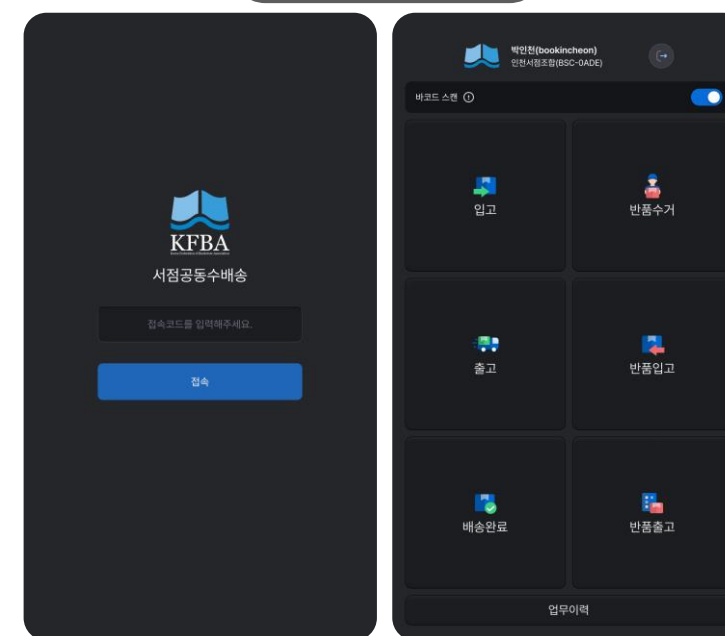 KFBA
서점공동수배송
접속코드를 입력해주세요.
접속
박인천(bookincheon)
인천서점조합(BSC-0ADE)
바코드 스캔
입고
반품수거
출고
반품입고
배송완료
반품출고
업무이력